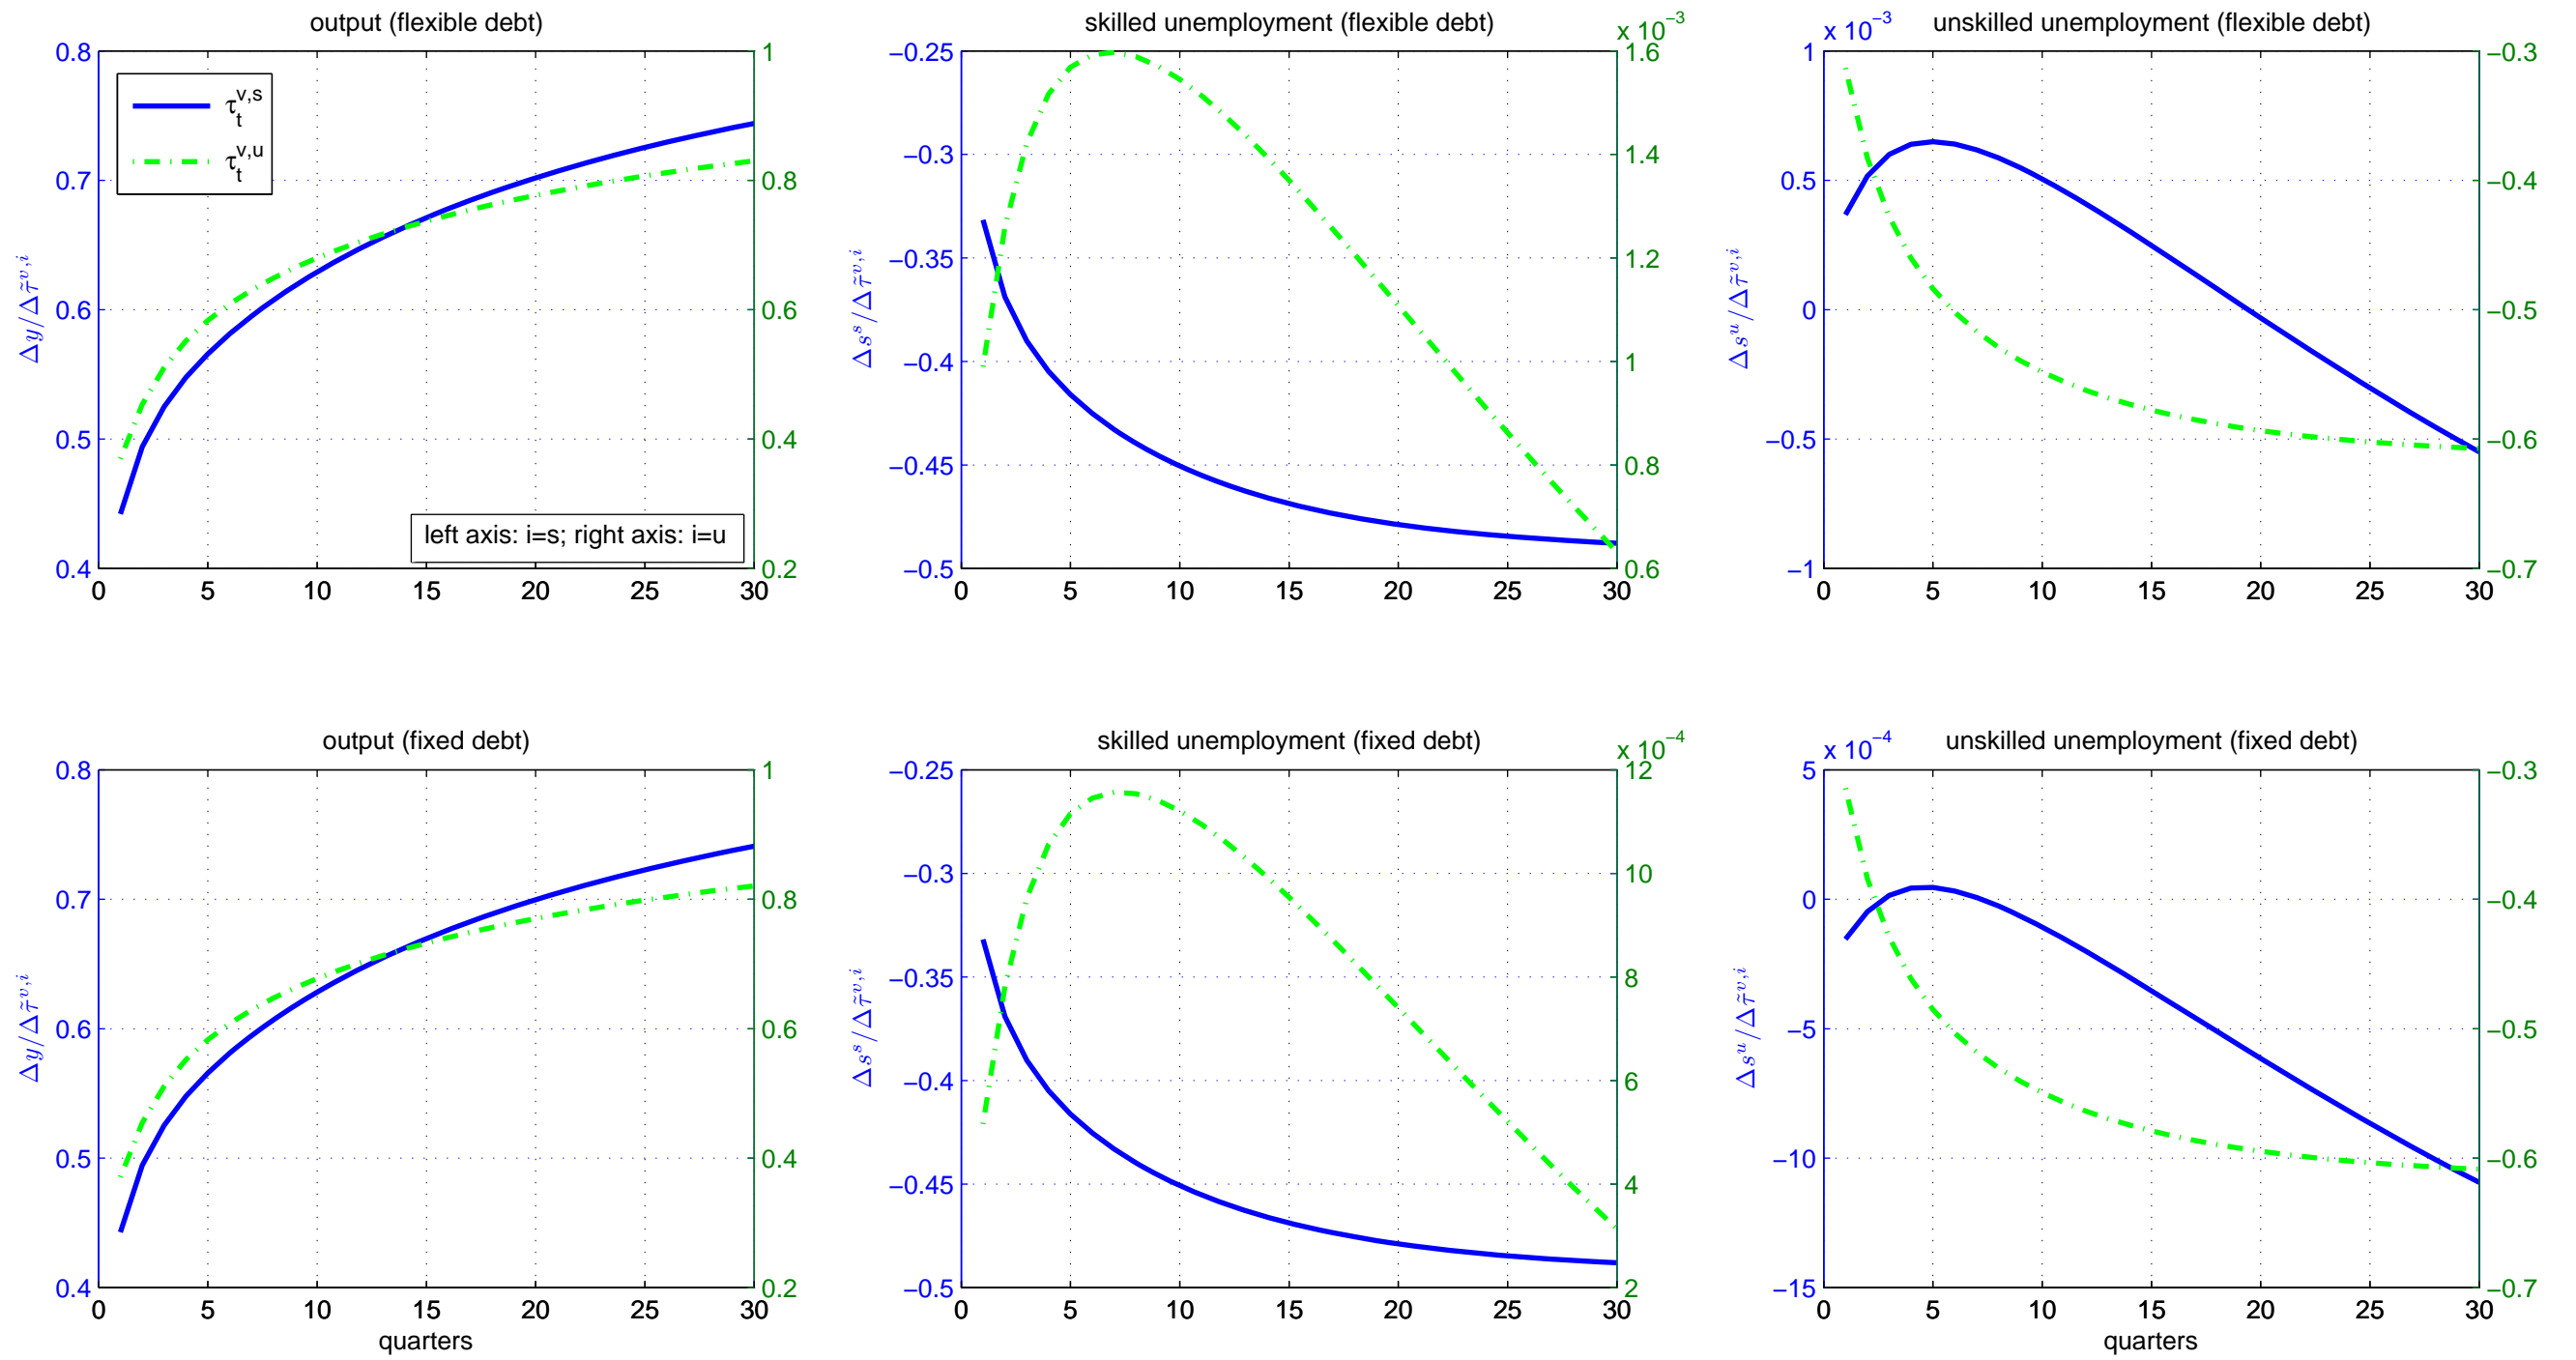 output (flexible debt)
0.8
0.7
0.6
0.5
0.4
1
0.8
0.6
0.4
0.2
0 5 10 15 20 25 30
Δy/Δτ̃^{v,i}
τ_t^{v,s}
τ_t^{v,u}
left axis: i=s; right axis: i=u
skilled unemployment (flexible debt)
x 10^{−3}
−0.25
−0.3
−0.35
−0.4
−0.45
−0.5
1.6
1.4
1.2
1
0.8
0.6
0 5 10 15 20 25 30
Δs^s/Δτ̃^{v,i}
unskilled unemployment (flexible debt)
x 10^{−3}
1
0.5
0
−0.5
−1
−0.3
−0.4
−0.5
−0.6
−0.7
0 5 10 15 20 25 30
Δs^u/Δτ̃^{v,i}
output (fixed debt)
0.8
0.7
0.6
0.5
0.4
1
0.8
0.6
0.4
0.2
0 5 10 15 20 25 30
Δy/Δτ̃^{v,i}
quarters
skilled unemployment (fixed debt)
x 10^{−4}
−0.25
−0.3
−0.35
−0.4
−0.45
−0.5
12
10
8
6
4
2
0 5 10 15 20 25 30
Δs^s/Δτ̃^{v,i}
unskilled unemployment (fixed debt)
x 10^{−4}
5
0
−5
−10
−15
−0.3
−0.4
−0.5
−0.6
−0.7
0 5 10 15 20 25 30
Δs^u/Δτ̃^{v,i}
quarters